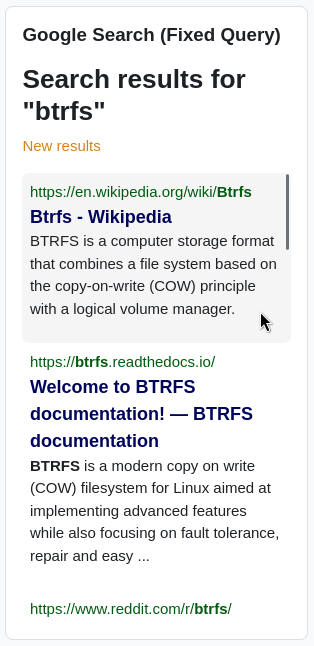 Google Search (Fixed Query)
Search results for
"btrfs"
New results
https://en.wikipedia.org/wiki/Btrfs
Btrfs - Wikipedia
BTRFS is a computer storage format
that combines a file system based on
the copy-on-write (COW) principle
with a logical volume manager.
https://btrfs.readthedocs.io/
Welcome to BTRFS
documentation! — BTRFS
documentation
BTRFS is a modern copy on write
(COW) filesystem for Linux aimed at
implementing advanced features
while also focusing on fault tolerance,
repair and easy ...
https://www.reddit.com/r/btrfs/